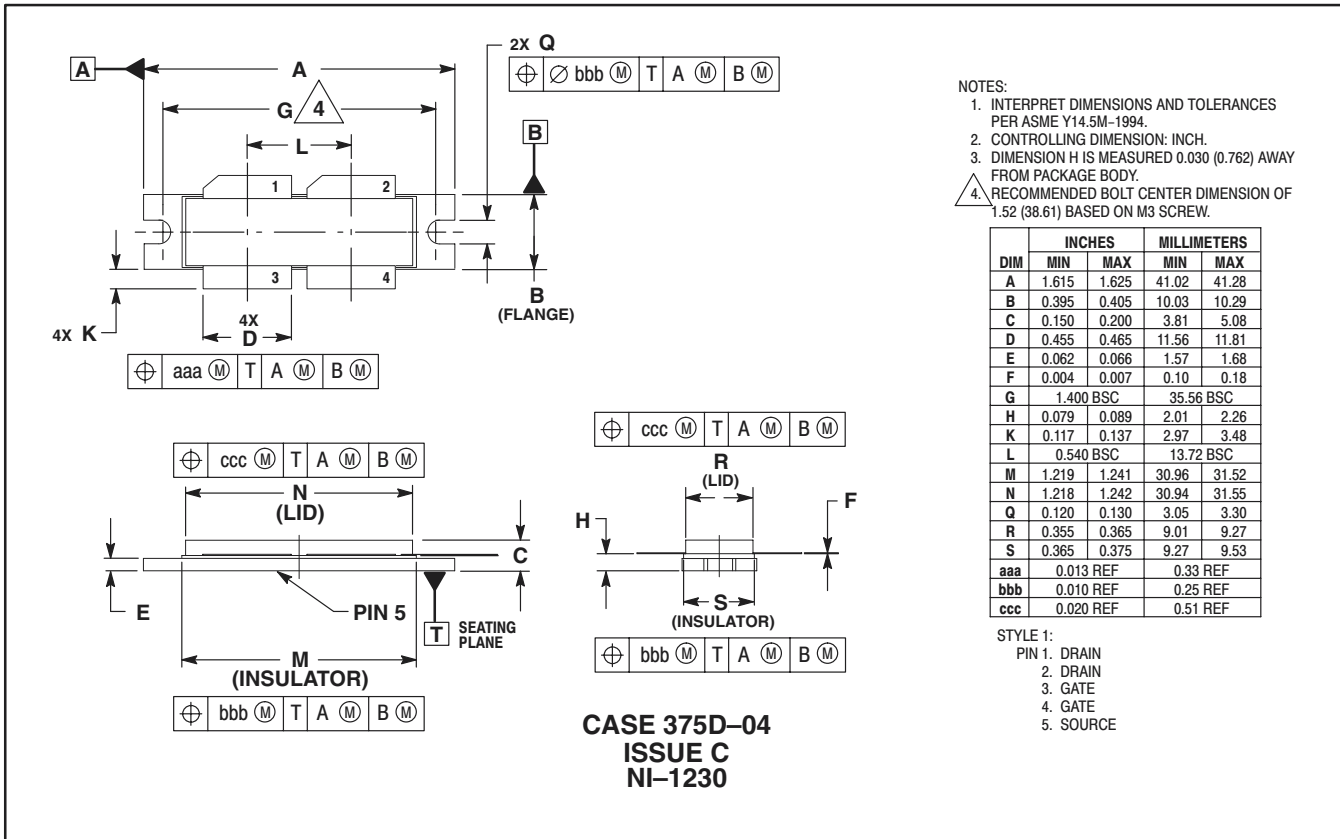 2X Q
⌖ ∅ bbb Ⓜ T A Ⓜ B Ⓜ
A
A
G 4
B
L
1 2
3 4
B
(FLANGE)
4X K
4X
D
⌖ aaa Ⓜ T A Ⓜ B Ⓜ
⌖ ccc Ⓜ T A Ⓜ B Ⓜ
N
(LID)
C
E
PIN 5
T SEATING
PLANE
M
(INSULATOR)
⌖ bbb Ⓜ T A Ⓜ B Ⓜ
⌖ ccc Ⓜ T A Ⓜ B Ⓜ
R
(LID)
F
H
S
(INSULATOR)
⌖ bbb Ⓜ T A Ⓜ B Ⓜ
CASE 375D–04
ISSUE C
NI–1230
NOTES:
1. INTERPRET DIMENSIONS AND TOLERANCES
PER ASME Y14.5M–1994.
2. CONTROLLING DIMENSION: INCH.
3. DIMENSION H IS MEASURED 0.030 (0.762) AWAY
FROM PACKAGE BODY.
4. RECOMMENDED BOLT CENTER DIMENSION OF
1.52 (38.61) BASED ON M3 SCREW.
INCHES MILLIMETERS
DIM MIN MAX MIN MAX
A 1.615 1.625 41.02 41.28
B 0.395 0.405 10.03 10.29
C 0.150 0.200 3.81 5.08
D 0.455 0.465 11.56 11.81
E 0.062 0.066 1.57 1.68
F 0.004 0.007 0.10 0.18
G 1.400 BSC 35.56 BSC
H 0.079 0.089 2.01 2.26
K 0.117 0.137 2.97 3.48
L 0.540 BSC 13.72 BSC
M 1.219 1.241 30.96 31.52
N 1.218 1.242 30.94 31.55
Q 0.120 0.130 3.05 3.30
R 0.355 0.365 9.01 9.27
S 0.365 0.375 9.27 9.53
aaa 0.013 REF 0.33 REF
bbb 0.010 REF 0.25 REF
ccc 0.020 REF 0.51 REF
STYLE 1:
PIN 1. DRAIN
2. DRAIN
3. GATE
4. GATE
5. SOURCE